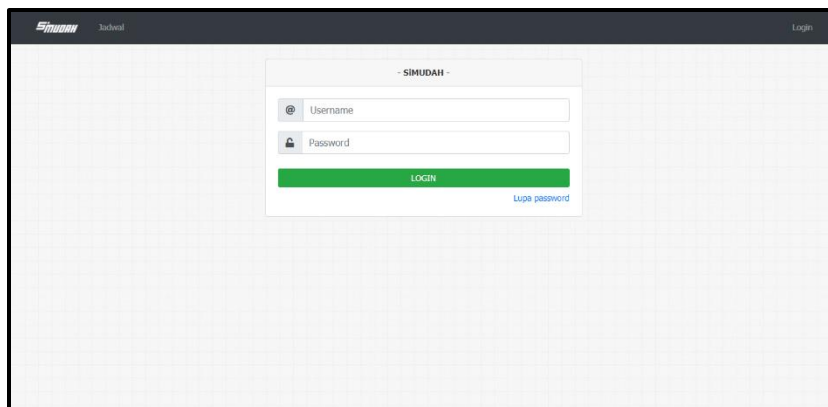 SiMUDAH Jadwal Login
- SiMUDAH -
@ Username
Password
LOGIN
Lupa password